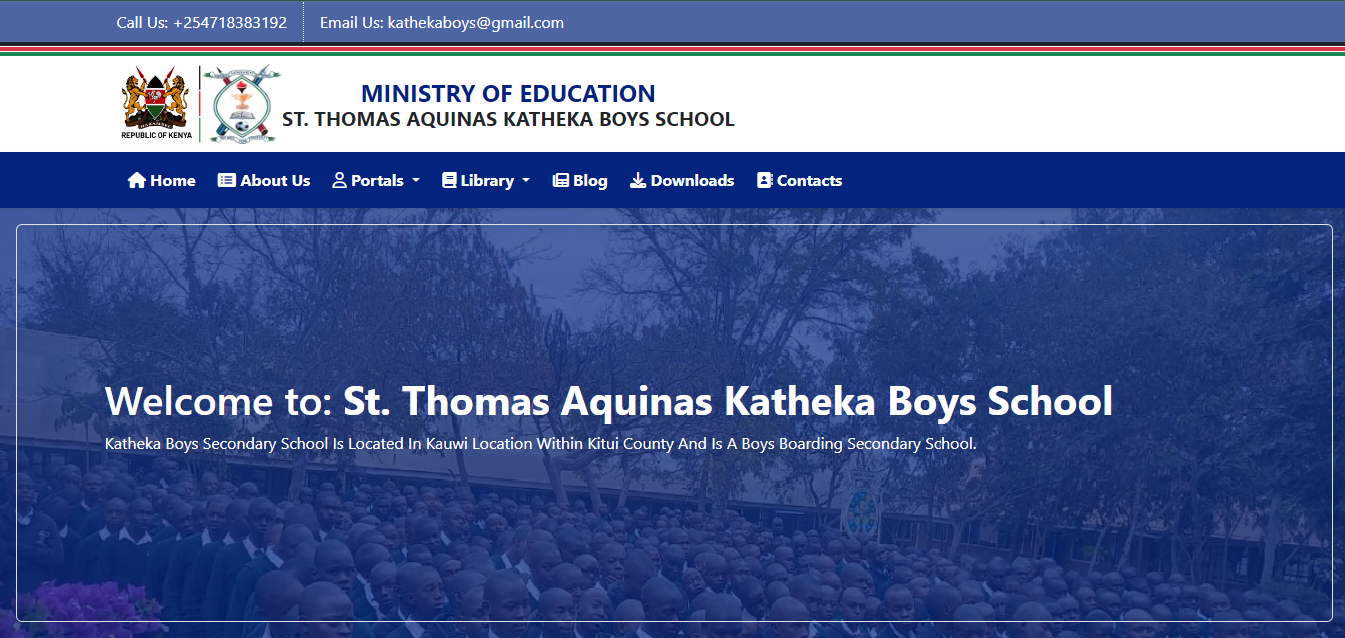 Call Us: +254718383192 Email Us: kathekaboys@gmail.com
MINISTRY OF EDUCATION
ST. THOMAS AQUINAS KATHEKA BOYS SCHOOL
REPUBLIC OF KENYA
Home About Us Portals Library Blog Downloads Contacts
Welcome to: St. Thomas Aquinas Katheka Boys School
Katheka Boys Secondary School Is Located In Kauwi Location Within Kitui County And Is A Boys Boarding Secondary School.